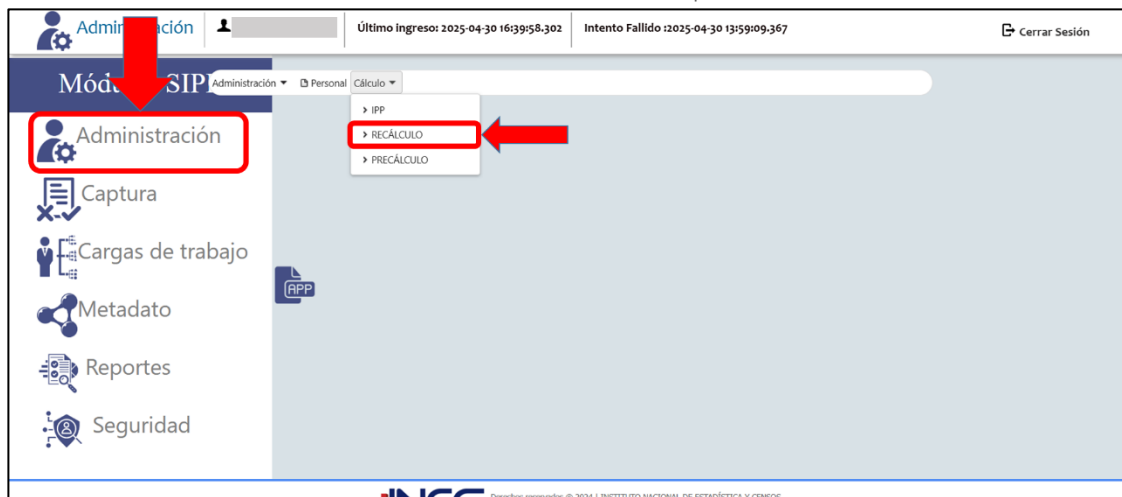 Administración
Último ingreso: 2025-04-30 16:39:58.302
Intento Fallido :2025-04-30 13:59:09.367
Cerrar Sesión
Administración
Personal
Cálculo
IPP
RECÁLCULO
PRECÁLCULO
Administración
Captura
Cargas de trabajo
APP
Metadato
Reportes
Seguridad